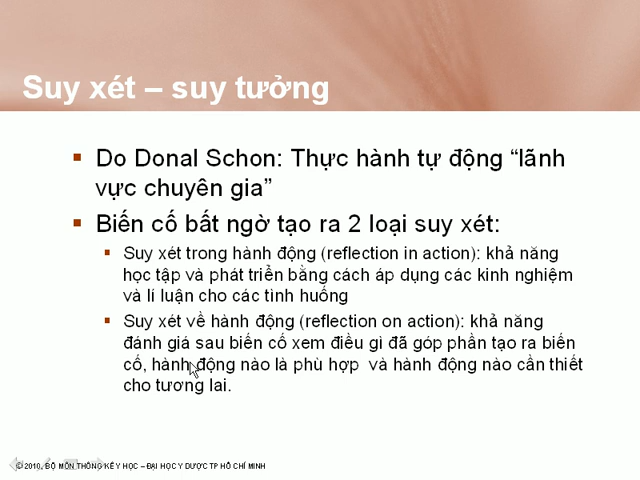 Suy xét – suy tưởng
Do Donal Schon: Thực hành tự động “lãnh
vực chuyên gia”
Biến cố bất ngờ tạo ra 2 loại suy xét:
Suy xét trong hành động (reflection in action): khả năng
học tập và phát triển bằng cách áp dụng các kinh nghiệm
và lí luận cho các tình huống
Suy xét về hành động (reflection on action): khả năng
đánh giá sau biến cố xem điều gì đã góp phần tạo ra biến
cố, hành động nào là phù hợp và hành động nào cần thiết
cho tương lai.
© 2010, BỘ MÔN THỐNG KÊ Y HỌC – ĐẠI HỌC Y DƯỢC TP HỒ CHÍ MINH